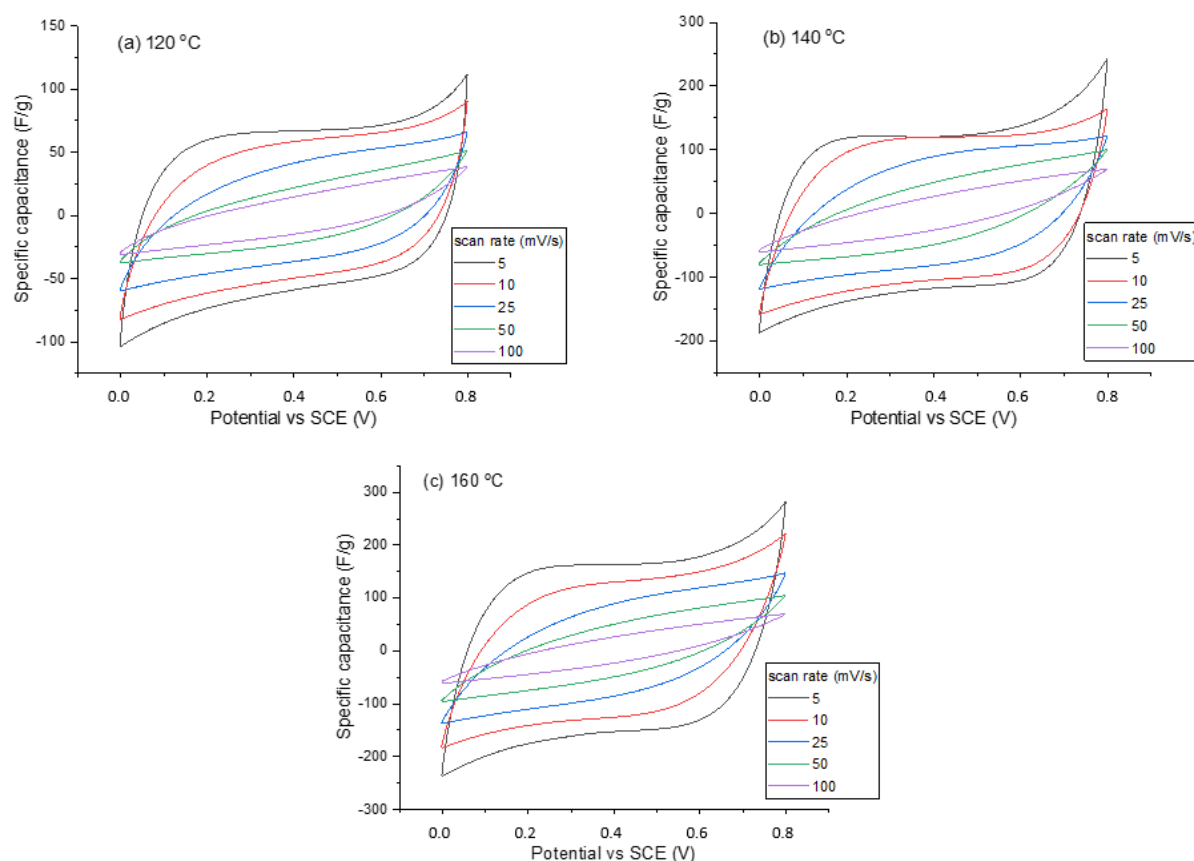 (a) 120 °C
Specific capacitance (F/g)
150
100
50
0
-50
-100
0.0 0.2 0.4 0.6 0.8
Potential vs SCE (V)
scan rate (mV/s)
5
10
25
50
100
(b) 140 °C
Specific capacitance (F/g)
300
200
100
0
-100
-200
0.0 0.2 0.4 0.6 0.8
Potential vs SCE (V)
scan rate (mV/s)
5
10
25
50
100
(c) 160 °C
Specific capacitance (F/g)
300
200
100
0
-100
-200
-300
0.0 0.2 0.4 0.6 0.8
Potential vs SCE (V)
scan rate (mV/s)
5
10
25
50
100